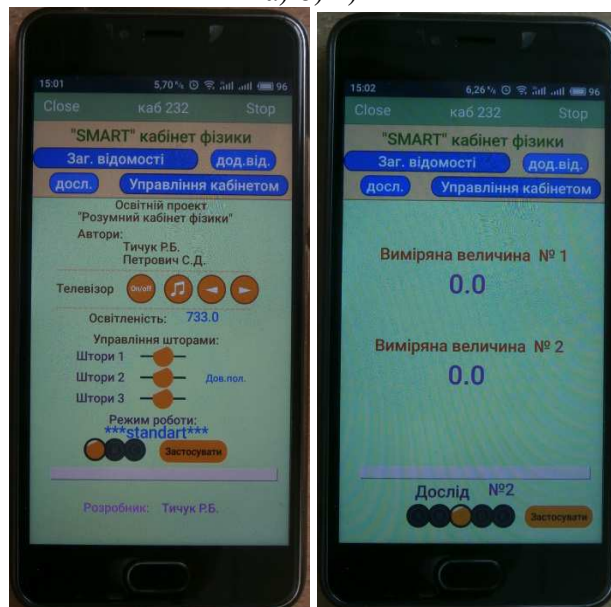 15:01 5,70 96
Close каб 232 Stop
"SMART" кабінет фізики
Заг. відомості дод.від.
досл. Управління кабінетом
Освітній проект
"Розумний кабінет фізики"
Автори:
Тичук Р.Б.
Петрович С.Д.
Телевізор On/off
Освітленість: 733.0
Управління шторами:
Штори 1
Штори 2 Дов.пол.
Штори 3
Режим роботи:
***standart***
Застосувати
Розробник: Тичук Р.Б.
15:02 6,26 96
Close каб 232 Stop
"SMART" кабінет фізики
Заг. відомості дод.від.
досл. Управління кабінетом
Виміряна величина № 1
0.0
Виміряна величина № 2
0.0
Дослід №2
Застосувати